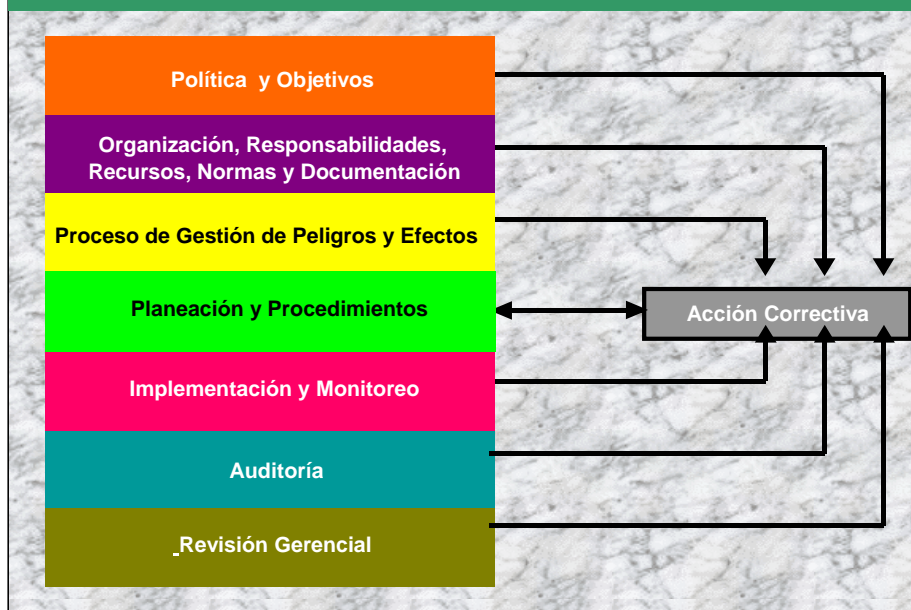 Política y Objetivos
Organización, Responsabilidades,
Recursos, Normas y Documentación
Proceso de Gestión de Peligros y Efectos
Planeación y Procedimientos
Acción Correctiva
Implementación y Monitoreo
Auditoría
Revisión Gerencial